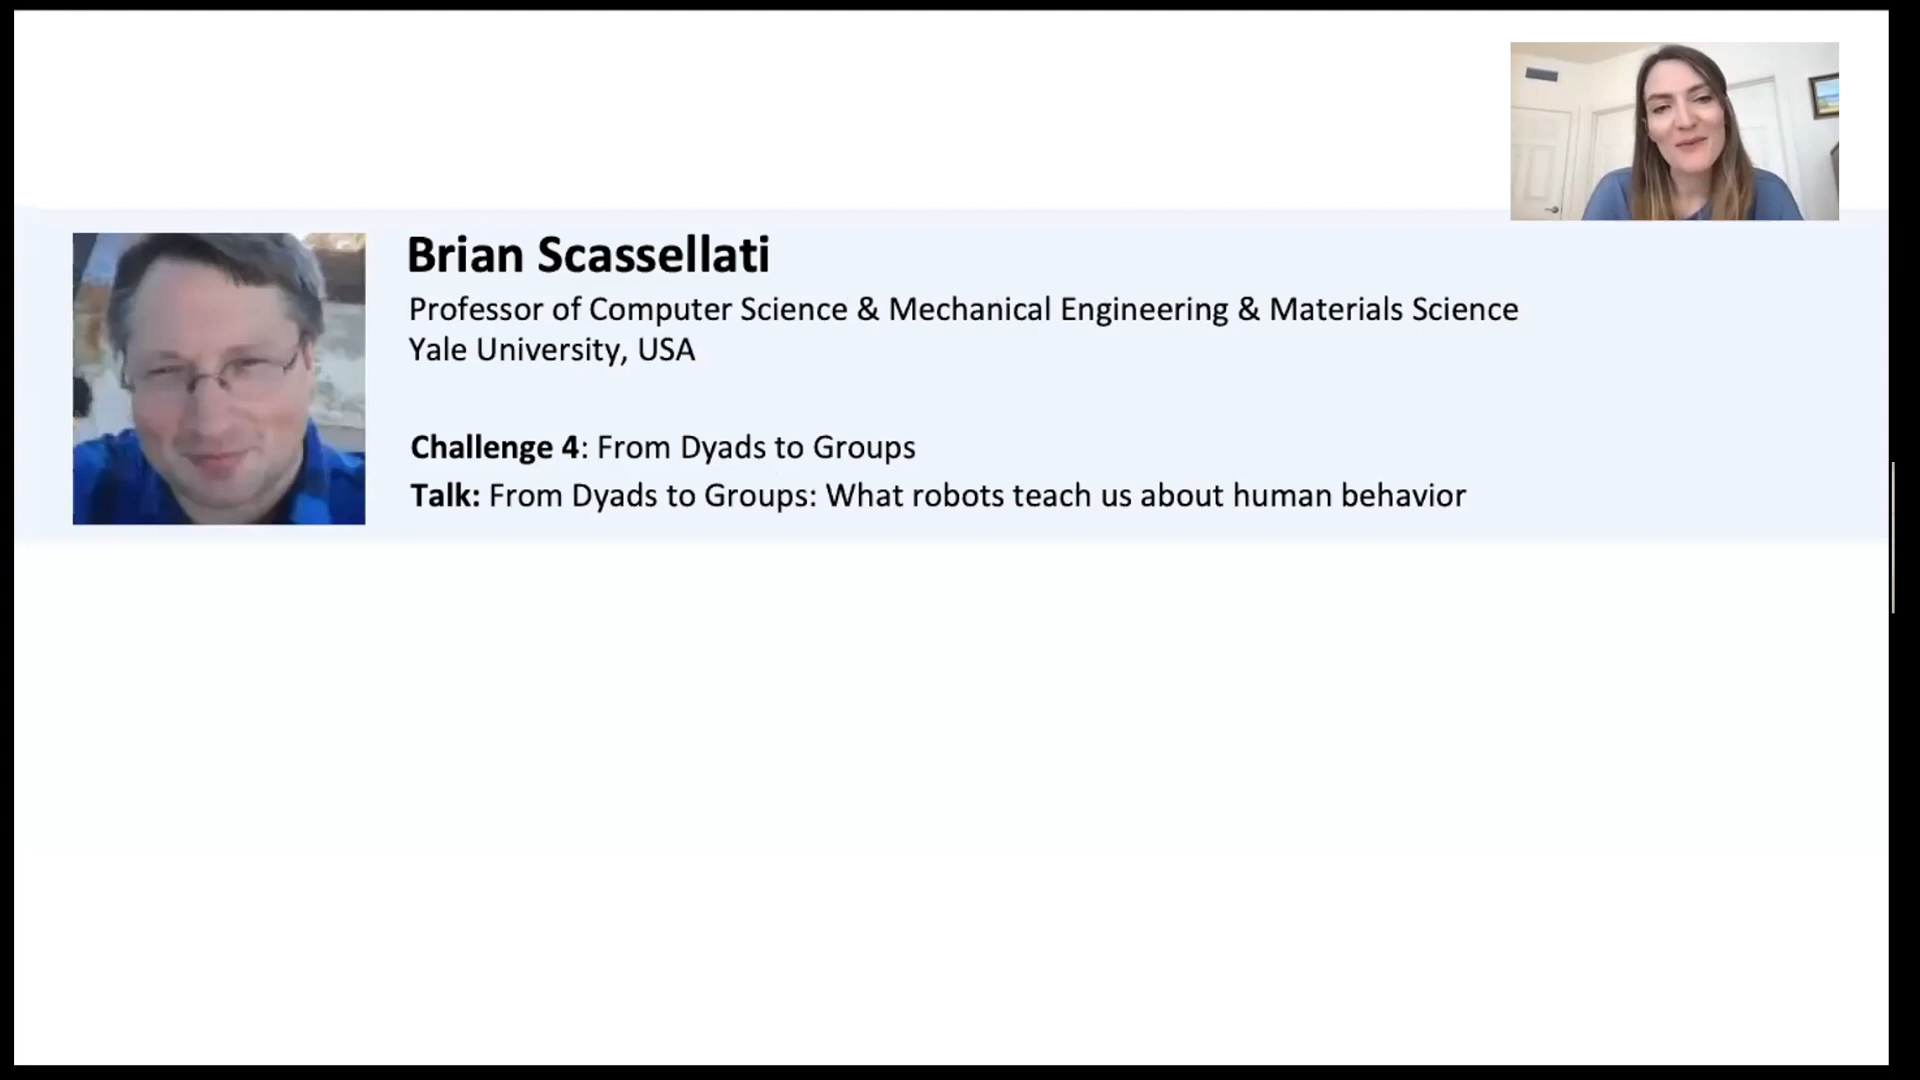 Brian Scassellati
Professor of Computer Science & Mechanical Engineering & Materials Science
Yale University, USA
Challenge 4: From Dyads to Groups
Talk: From Dyads to Groups: What robots teach us about human behavior